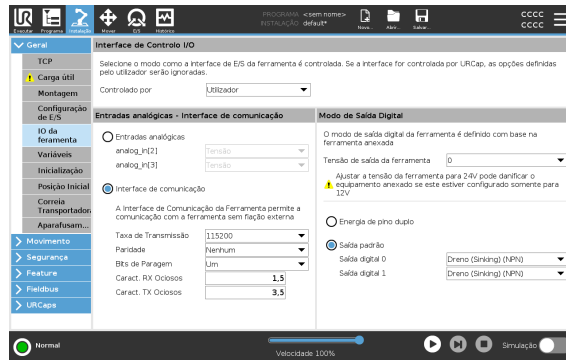 PROGRAMA <sem nome>
INSTALAÇÃO default*
Executar Programa Instalação Mover E/S Histórico Novo... Abrir... Salvar...
CCCC
CCCC
Geral
TCP
Carga útil
Montagem
Configuração
de E/S
IO da
feramenta
Variáveis
Inicialização
Posição Inicial
Correia
Transportadora
Aparafusam...
Movimento
Segurança
Feature
Fieldbus
URCaps
Interface de Controlo I/O
Selecione o modo como a interface de E/S da ferramenta é controlada. Se a interface for controlada por URCap, as opções definidas
pelo utilizador serão ignoradas.
Controlado por Utilizador
Entradas analógicas - Interface de comunicação
Entradas analógicas
analog_in[2] Tensão
analog_in[3] Tensão
Interface de comunicação
A Interface de Comunicação da Ferramenta permite a
comunicação com a ferramenta sem fiação externa
Taxa de Transmissão 115200
Paridade Nenhum
Bits de Paragem Um
Caract. RX Ociosos 1,5
Caract. TX Ociosos 3,5
Modo de Saída Digital
O modo de saída digital da ferramenta é definido com base na
ferramenta anexada
Tensão de saída da ferramenta 0
Ajustar a tensão da ferramenta para 24V pode danificar o
equipamento anexado se este estiver configurado somente para
12V
Energia de pino duplo
Saída padrão
Saída digital 0 Dreno (Sinking) (NPN)
Saída digital 1 Dreno (Sinking) (NPN)
Normal
Velocidade 100%
Simulação